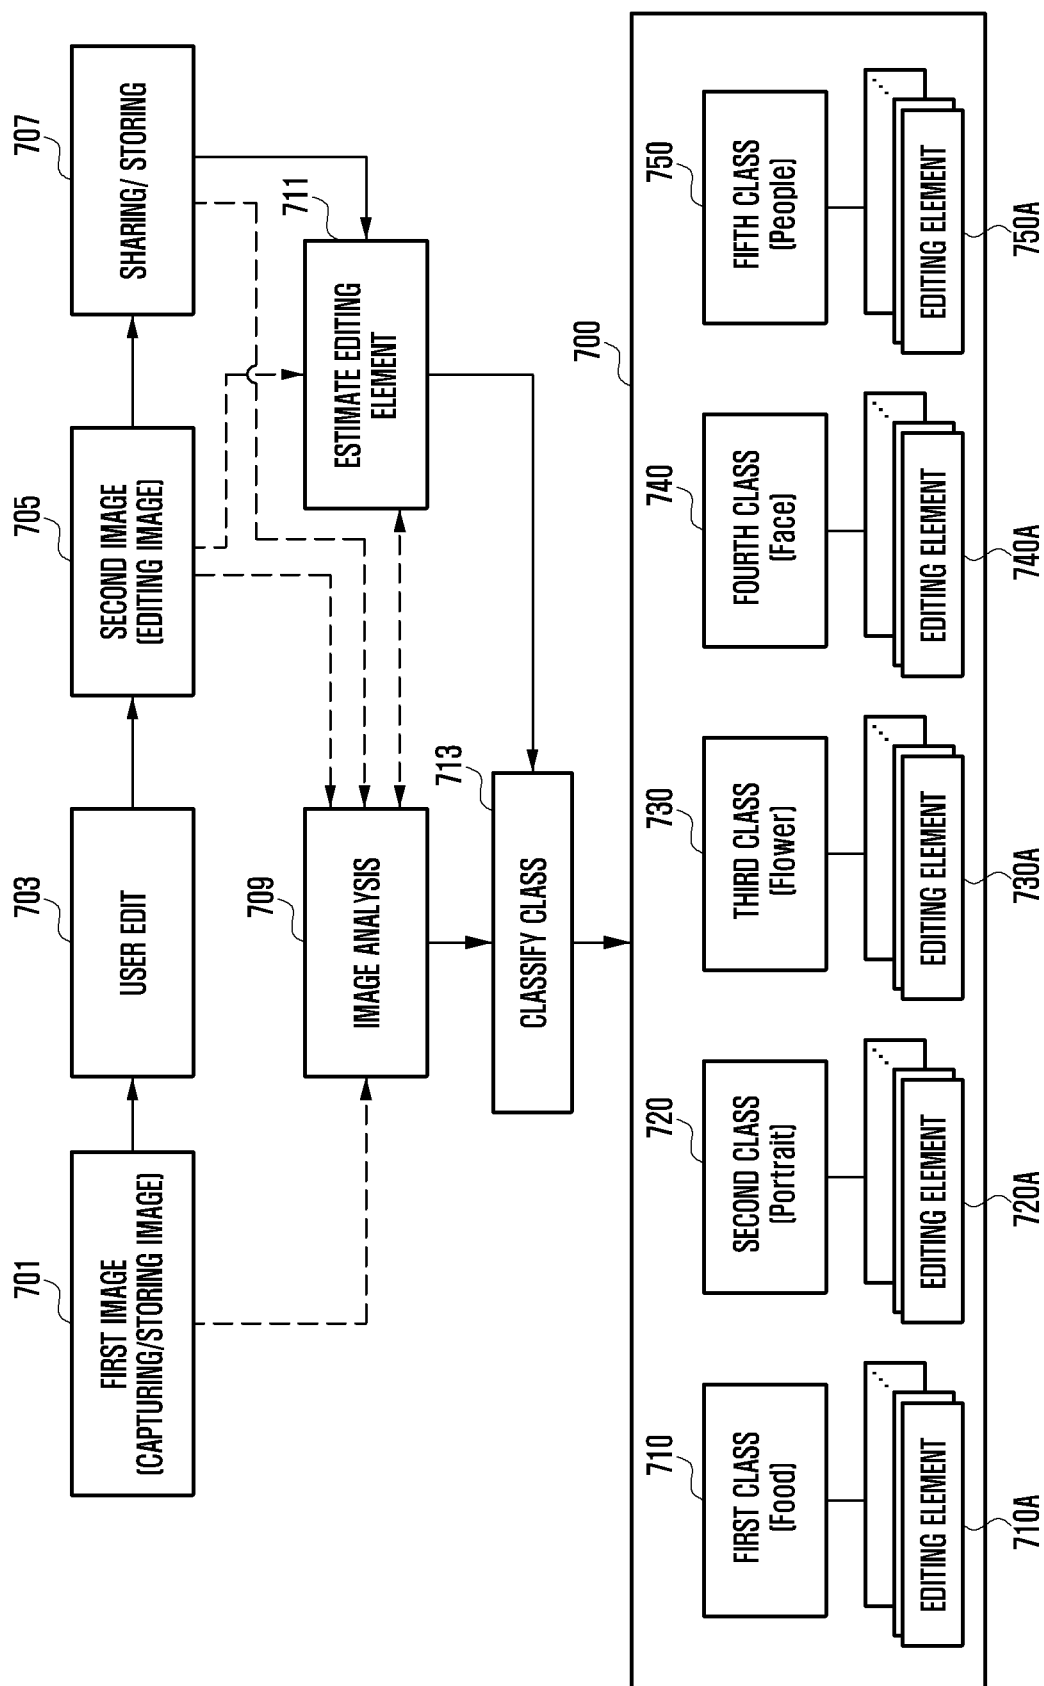 701
FIRST IMAGE
(CAPTURING/STORING IMAGE)
703
USER EDIT
705
SECOND IMAGE
(EDITING IMAGE)
707
SHARING/ STORING
709
IMAGE ANALYSIS
711
ESTIMATE EDITING
ELEMENT
713
CLASSIFY CLASS
700
710
FIRST CLASS
(Food)
EDITING ELEMENT
710A
720
SECOND CLASS
(Portrait)
EDITING ELEMENT
720A
730
THIRD CLASS
(Flower)
EDITING ELEMENT
730A
740
FOURTH CLASS
(Face)
EDITING ELEMENT
740A
750
FIFTH CLASS
(People)
EDITING ELEMENT
750A